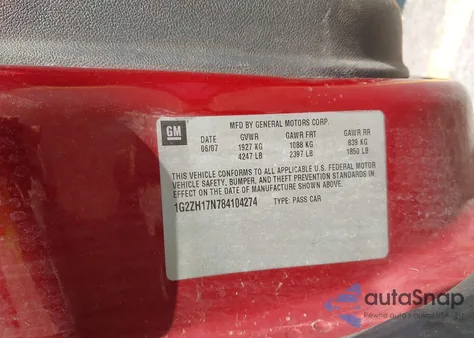 GM
MFD BY GENERAL MOTORS CORP.
DATE GVWR GAWR FRT GAWR RR
06/07 1927 KG 1088 KG 839 KG
4247 LB 2397 LB 1850 LB
THIS VEHICLE CONFORMS TO ALL APPLICABLE U.S. FEDERAL MOTOR
VEHICLE SAFETY, BUMPER, AND THEFT PREVENTION STANDARDS IN
EFFECT ON THE DATE OF MANUFACTURE SHOWN ABOVE.
1G2ZH17N784104274 TYPE: PASS CAR
autoSnap
Pewne auta z